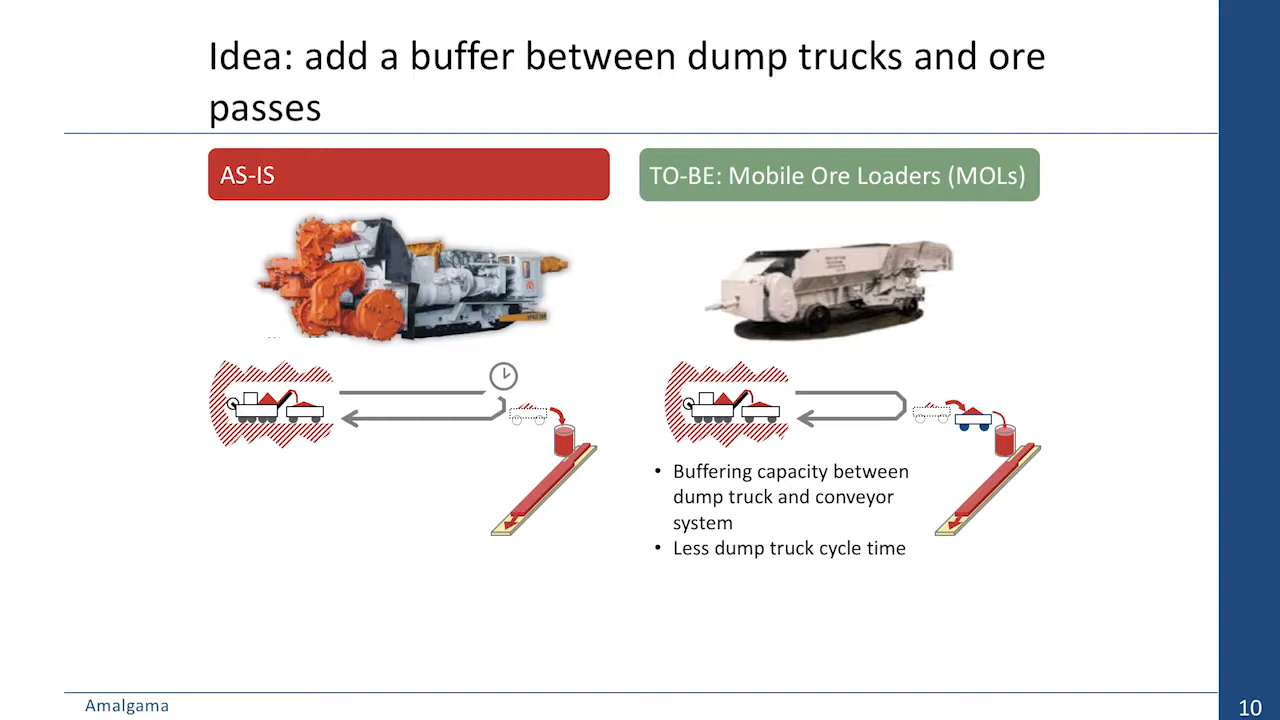 Idea: add a buffer between dump trucks and ore
passes
AS-IS
TO-BE: Mobile Ore Loaders (MOLs)
• Buffering capacity between
dump truck and conveyor
system
• Less dump truck cycle time
Amalgama
10